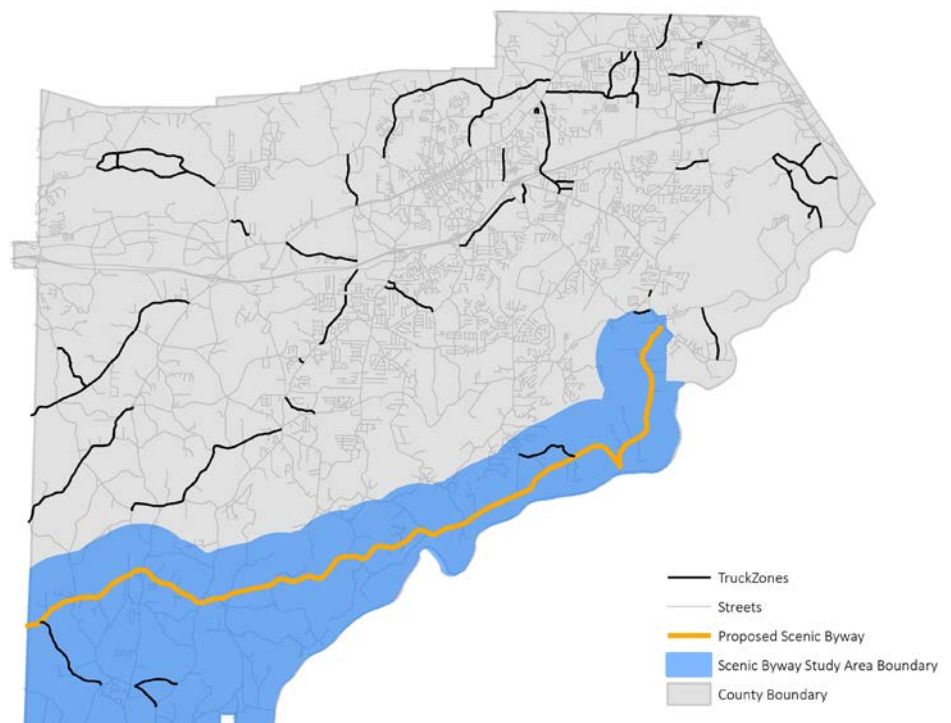 TruckZones
Streets
Proposed Scenic Byway
Scenic Byway Study Area Boundary
County Boundary